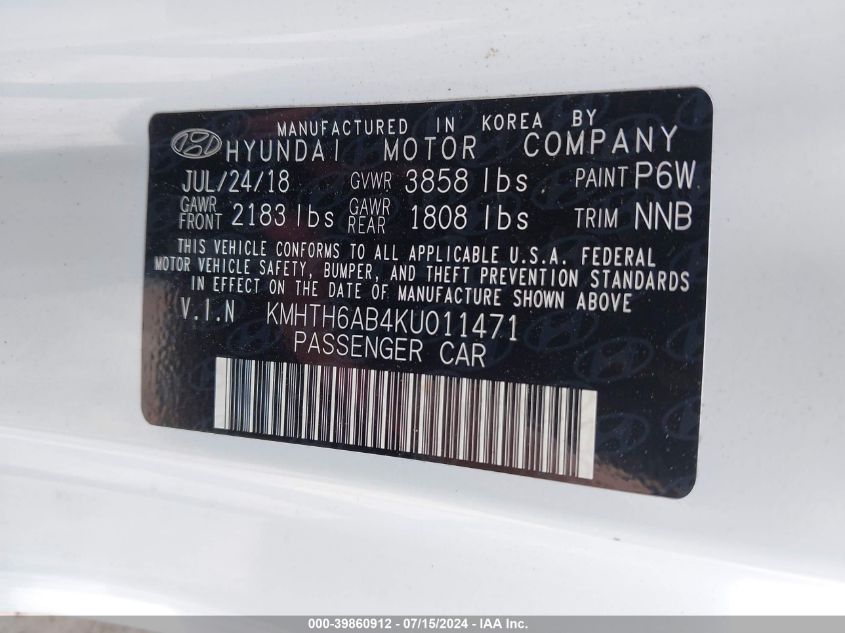 MANUFACTURED IN KOREA BY
HYUNDAI MOTOR COMPANY
JUL/24/18 GVWR 3858 lbs PAINT P6W
GAWR FRONT 2183 lbs GAWR REAR 1808 lbs TRIM NNB
THIS VEHICLE CONFORMS TO ALL APPLICABLE U.S.A. FEDERAL
MOTOR VEHICLE SAFETY, BUMPER, AND THEFT PREVENTION STANDARDS
IN EFFECT ON THE DATE OF MANUFACTURE SHOWN ABOVE
V.I.N KMHTH6AB4KU011471
PASSENGER CAR
000-39860912 - 07/15/2024 - IAA Inc.